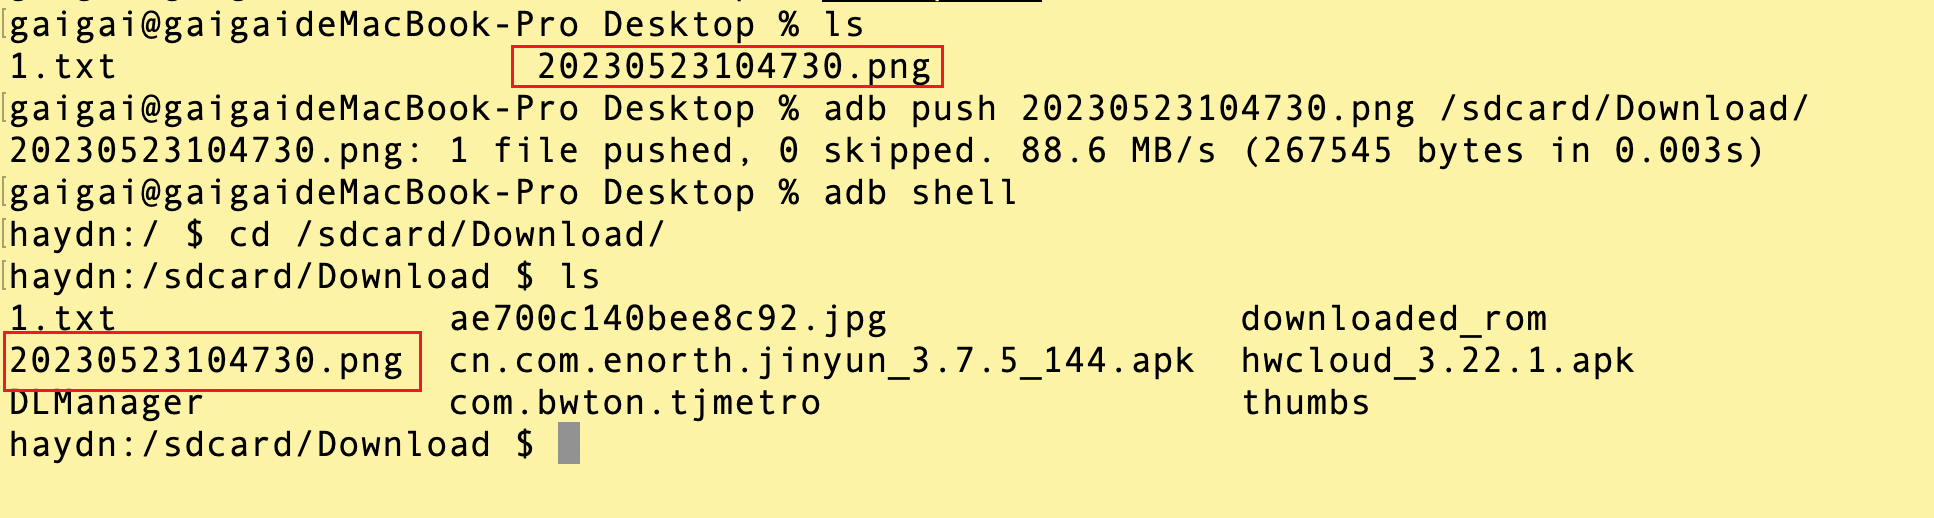 gaigai@gaigaideMacBook-Pro Desktop % ls
1.txt 20230523104730.png
gaigai@gaigaideMacBook-Pro Desktop % adb push 20230523104730.png /sdcard/Download/
20230523104730.png: 1 file pushed, 0 skipped. 88.6 MB/s (267545 bytes in 0.003s)
gaigai@gaigaideMacBook-Pro Desktop % adb shell
haydn:/ $ cd /sdcard/Download/
haydn:/sdcard/Download $ ls
1.txt ae700c140bee8c92.jpg downloaded_rom
20230523104730.png cn.com.enorth.jinyun_3.7.5_144.apk hwcloud_3.22.1.apk
DLManager com.bwton.tjmetro thumbs
haydn:/sdcard/Download $